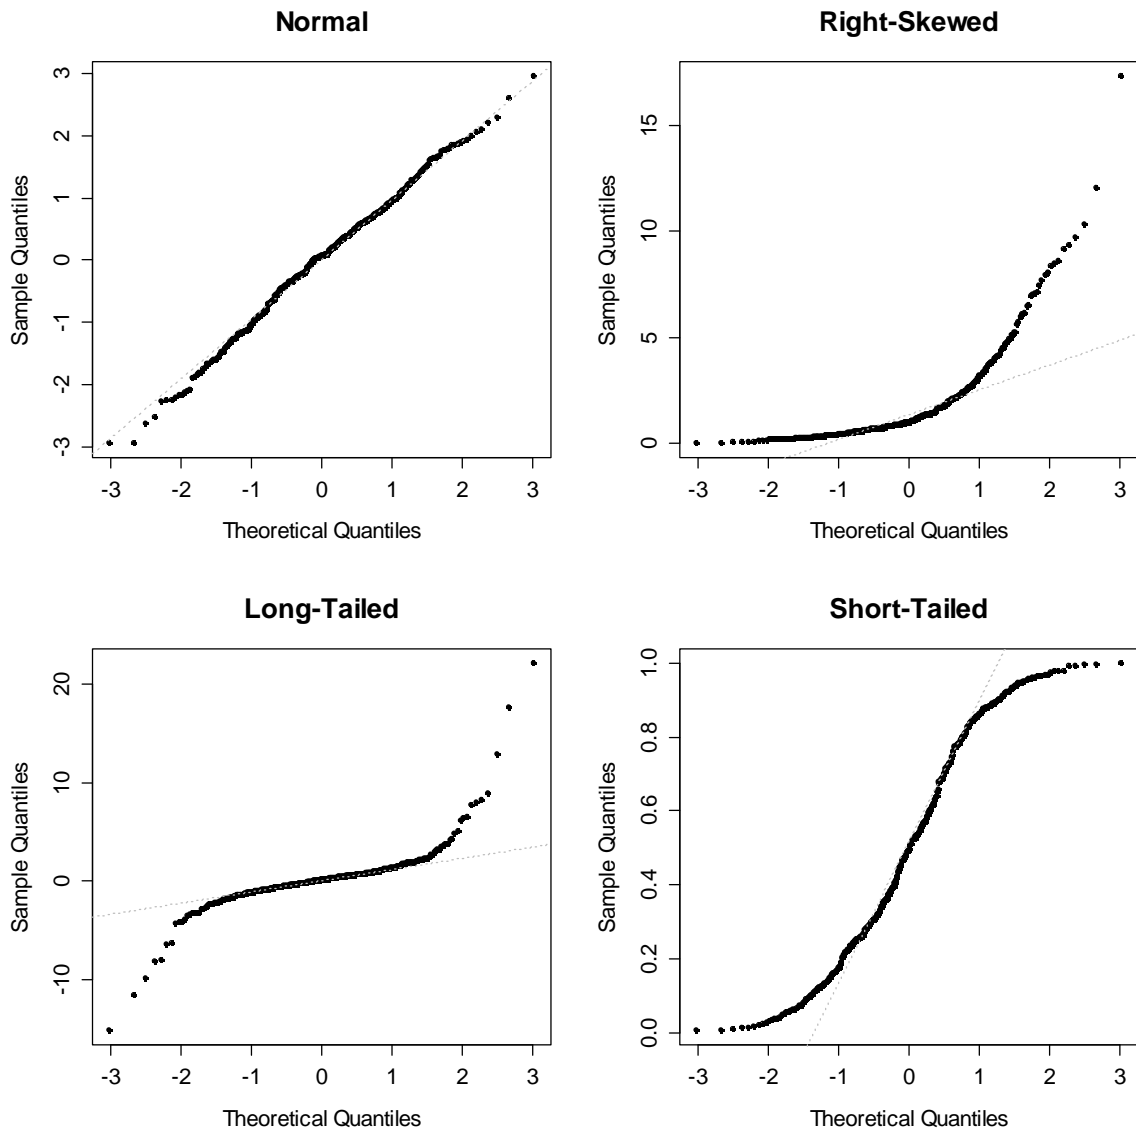 Normal
3
2
1
0
-1
-2
-3
Sample Quantiles
-3 -2 -1 0 1 2 3
Theoretical Quantiles
Right-Skewed
15
10
5
0
Sample Quantiles
-3 -2 -1 0 1 2 3
Theoretical Quantiles
Long-Tailed
20
10
0
-10
Sample Quantiles
-3 -2 -1 0 1 2 3
Theoretical Quantiles
Short-Tailed
1.0
0.8
0.6
0.4
0.2
0.0
Sample Quantiles
-3 -2 -1 0 1 2 3
Theoretical Quantiles